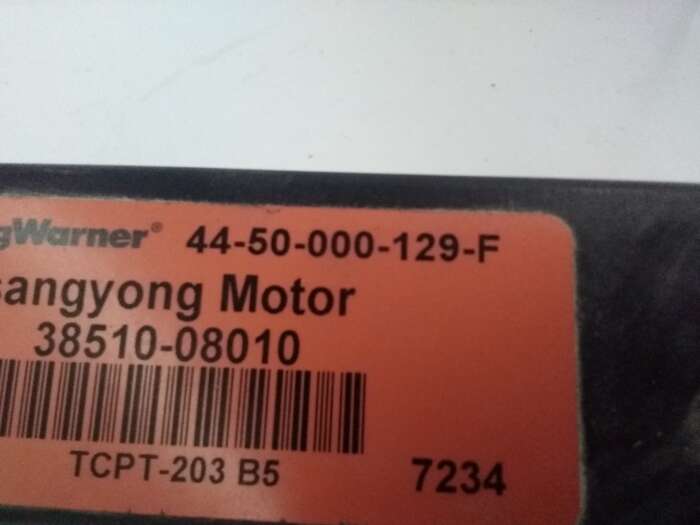 gWarner® 44-50-000-129-F
sangyong Motor
38510-08010
TCPT-203 B5 7234